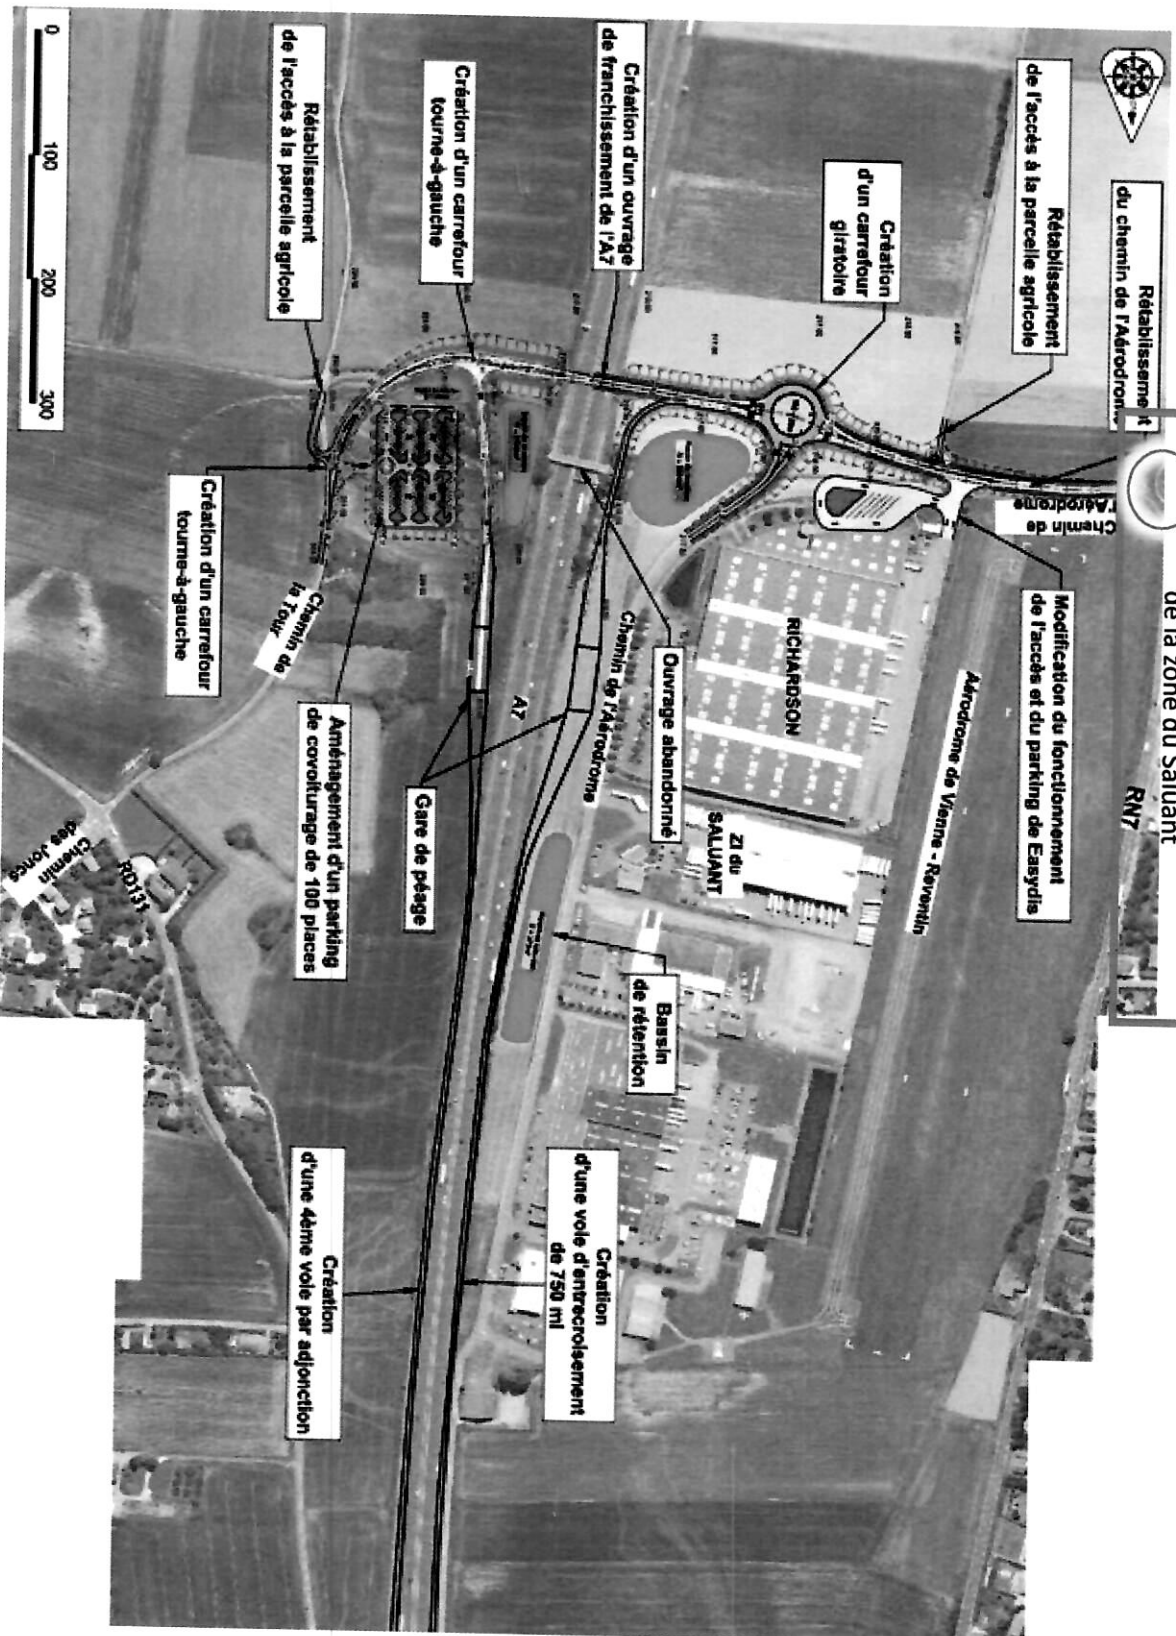 de la zone du Saluant
RN7
Rétablissement
du chemin de l'Aérodrome
Rétablissement
de l'accès à la parcelle agricole
Création
d'un carrefour
giratoire
Création d'un ouvrage
de franchissement de l'A7
Création d'un carrefour
tourne-à-gauche
Rétablissement
de l'accès à la parcelle agricole
0
100
200
300
Chemin de
l'Aérodrome
Modification du fonctionnement
de l'accès et du parking de Easydis
Aérodrome de Vienne - Reventin
RICHARDSON
ZI du
SALUANT
Ouvrage abandonné
Chemin de l'Aérodrome
A7
Gare de péage
Bassin
de rétention
Création d'un carrefour
tourne-à-gauche
Chemin de
la Tour
Aménagement d'un parking
de covoiturage de 100 places
RD131
Chemin
des Joncs
Création
d'une voie d'entrecroisement
de 750 ml
Création
d'une 4ème voie par adjonction